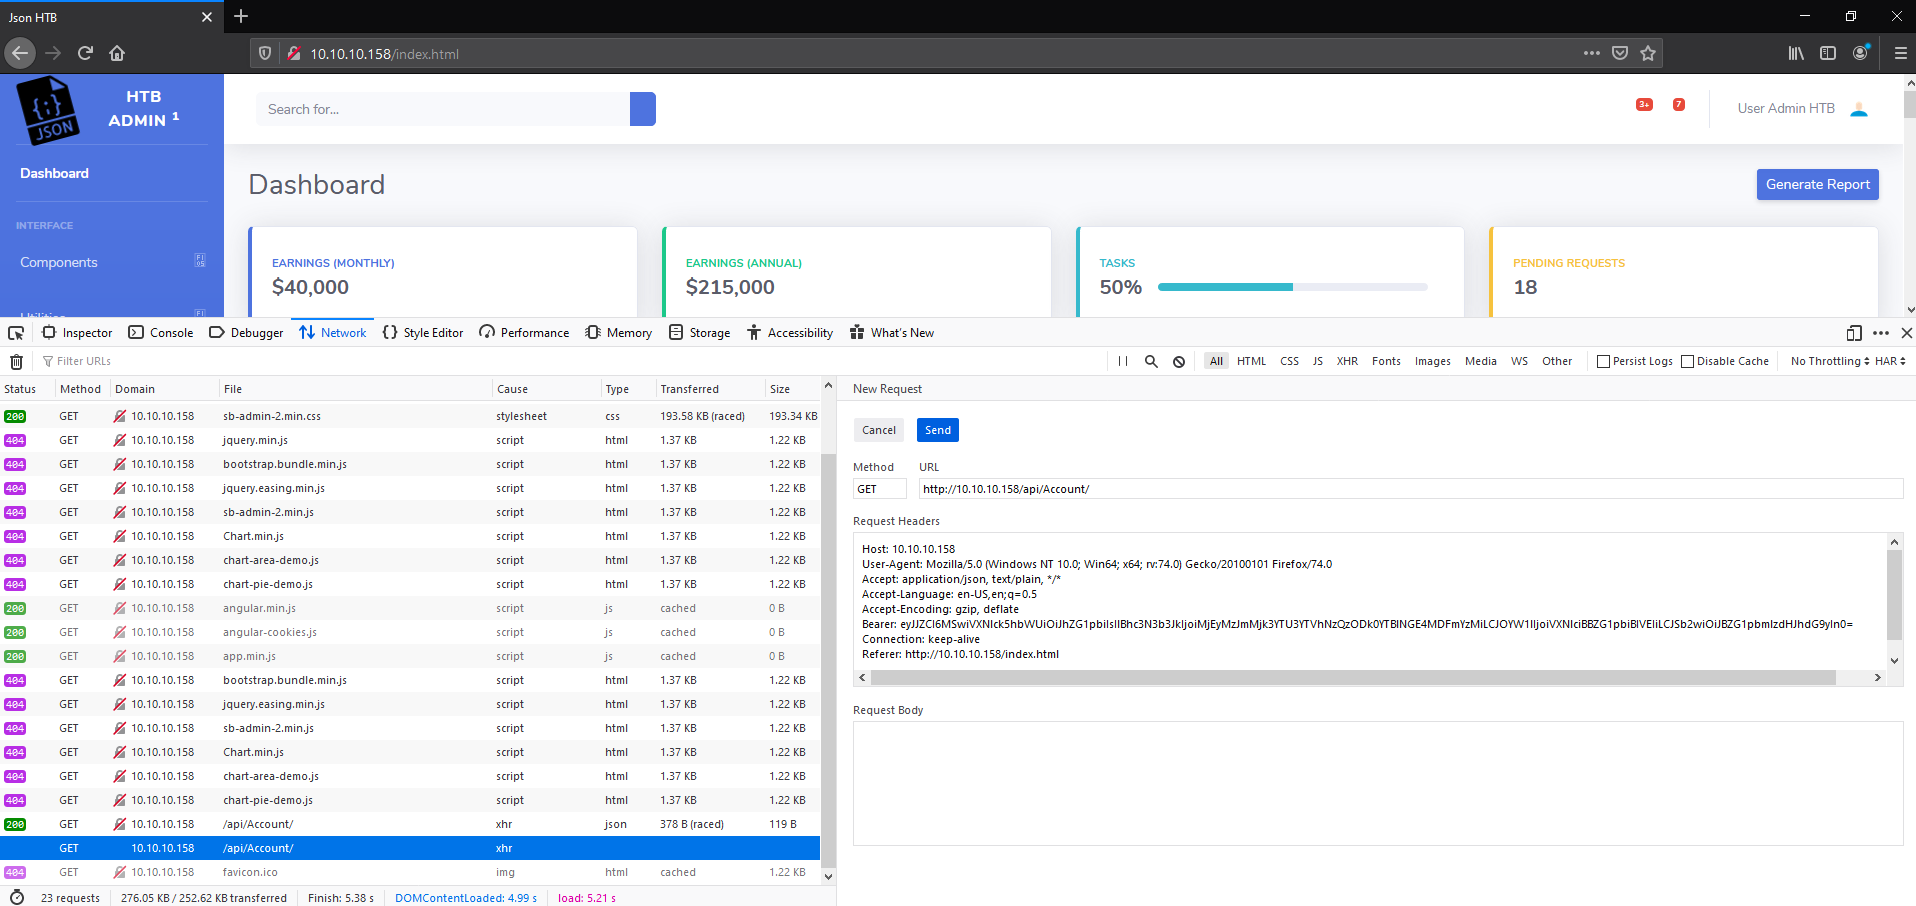 Json HTB
10.10.10.158/index.html
JSON
HTB
ADMIN 1
Search for...
3+
7
User Admin HTB
Dashboard
INTERFACE
Components
Utilities
Dashboard
Generate Report
EARNINGS (MONTHLY)
$40,000
EARNINGS (ANNUAL)
$215,000
TASKS
50%
PENDING REQUESTS
18
Inspector Console Debugger Network Style Editor Performance Memory Storage Accessibility What's New
Filter URLs
All HTML CSS JS XHR Fonts Images Media WS Other Persist Logs Disable Cache No Throttling HAR
Status Method Domain File Cause Type Transferred Size
200 GET 10.10.10.158 sb-admin-2.min.css stylesheet css 193.58 KB (raced) 193.34 KB
404 GET 10.10.10.158 jquery.min.js script html 1.37 KB 1.22 KB
404 GET 10.10.10.158 bootstrap.bundle.min.js script html 1.37 KB 1.22 KB
404 GET 10.10.10.158 jquery.easing.min.js script html 1.37 KB 1.22 KB
404 GET 10.10.10.158 sb-admin-2.min.js script html 1.37 KB 1.22 KB
404 GET 10.10.10.158 Chart.min.js script html 1.37 KB 1.22 KB
404 GET 10.10.10.158 chart-area-demo.js script html 1.37 KB 1.22 KB
404 GET 10.10.10.158 chart-pie-demo.js script html 1.37 KB 1.22 KB
200 GET 10.10.10.158 angular.min.js script js cached 0 B
200 GET 10.10.10.158 angular-cookies.js script js cached 0 B
200 GET 10.10.10.158 app.min.js script js cached 0 B
404 GET 10.10.10.158 bootstrap.bundle.min.js script html 1.37 KB 1.22 KB
404 GET 10.10.10.158 jquery.easing.min.js script html 1.37 KB 1.22 KB
404 GET 10.10.10.158 sb-admin-2.min.js script html 1.37 KB 1.22 KB
404 GET 10.10.10.158 Chart.min.js script html 1.37 KB 1.22 KB
404 GET 10.10.10.158 chart-area-demo.js script html 1.37 KB 1.22 KB
404 GET 10.10.10.158 chart-pie-demo.js script html 1.37 KB 1.22 KB
200 GET 10.10.10.158 /api/Account/ xhr json 378 B (raced) 119 B
GET 10.10.10.158 /api/Account/ xhr
404 GET 10.10.10.158 favicon.ico img html cached 1.22 KB
23 requests 276.05 KB / 252.62 KB transferred Finish: 5.38 s DOMContentLoaded: 4.99 s load: 5.21 s
New Request
Cancel Send
Method URL
GET http://10.10.10.158/api/Account/
Request Headers
Host: 10.10.10.158
User-Agent: Mozilla/5.0 (Windows NT 10.0; Win64; x64; rv:74.0) Gecko/20100101 Firefox/74.0
Accept: application/json, text/plain, */*
Accept-Language: en-US,en;q=0.5
Accept-Encoding: gzip, deflate
Bearer: eyJJZCI6MSwiVXNlck5hbWUiOiJhZG1pbiIsIlBhc3N3b3JkIjoiMjEyMzJmMjk3YTU3YTVhNzQzODk0YTBlNGE4MDFmYzMiLCJOYW1lIjoiVXNlciBBZG1pbiBIVEIiLCJSb2wiOiJBZG1pbmlzdHJhdG9yIn0=
Connection: keep-alive
Referer: http://10.10.10.158/index.html
Request Body